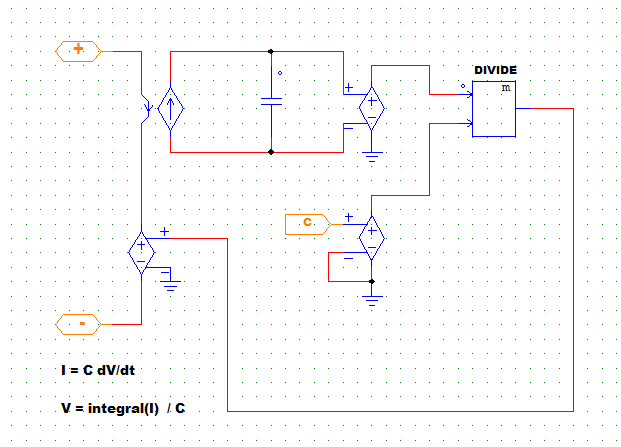 +
+
DIVIDE
m
+
-
C
+
+
-
-
+
+
-
-
-
-
I = C dV/dt
V = integral(I) / C